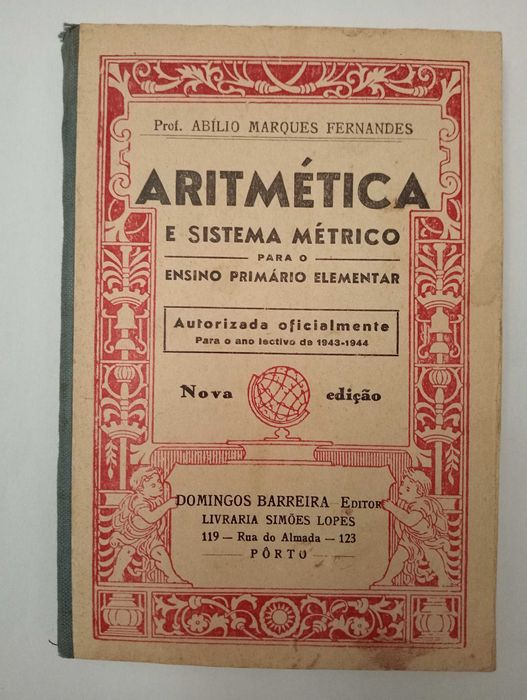 Prof. ABÍLIO MARQUES FERNANDES
ARITMÉTICA
E SISTEMA MÉTRICO
PARA O
ENSINO PRIMÁRIO ELEMENTAR
Autorizada oficialmente
Para o ano lectivo de 1943-1944
Nova edição
DOMINGOS BARREIRA Editor
LIVRARIA SIMÕES LOPES
119 — Rua do Almada — 123
PÔRTO